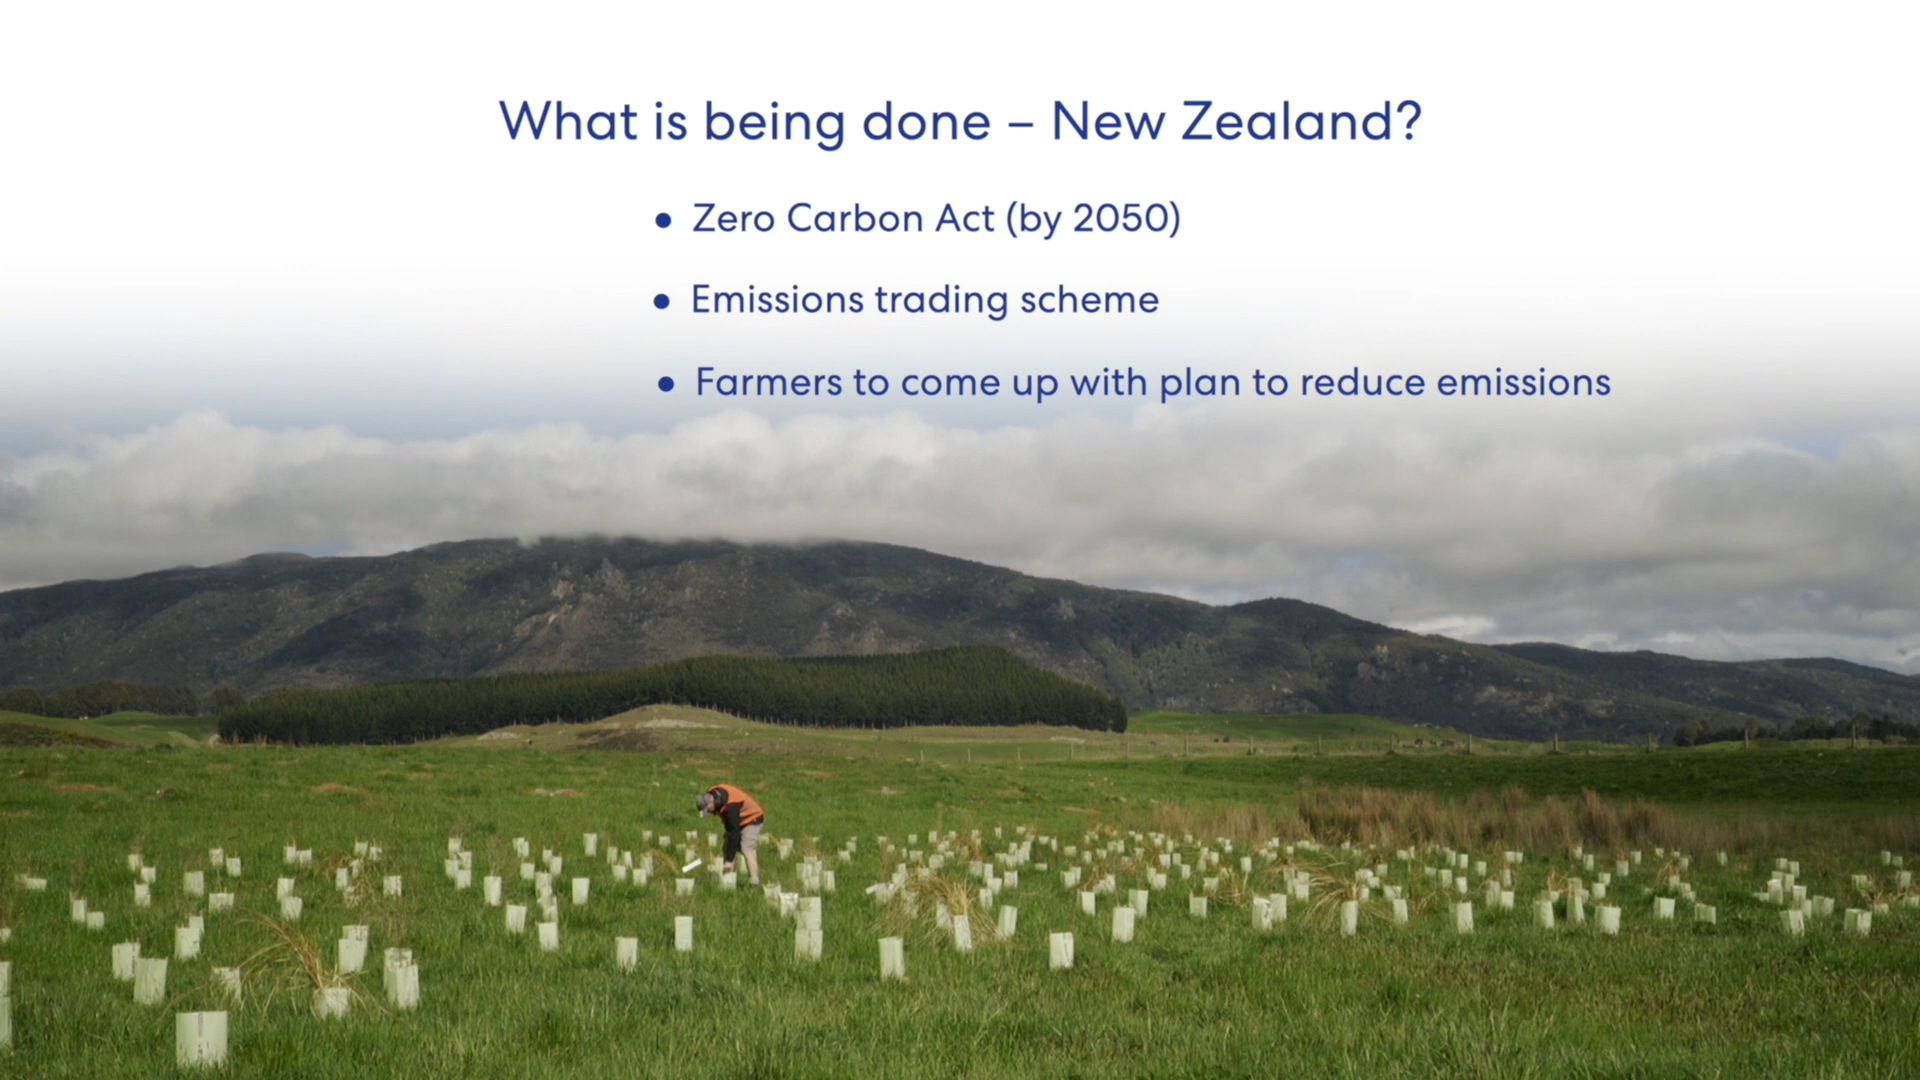 What is being done – New Zealand?
• Zero Carbon Act (by 2050)
• Emissions trading scheme
• Farmers to come up with plan to reduce emissions